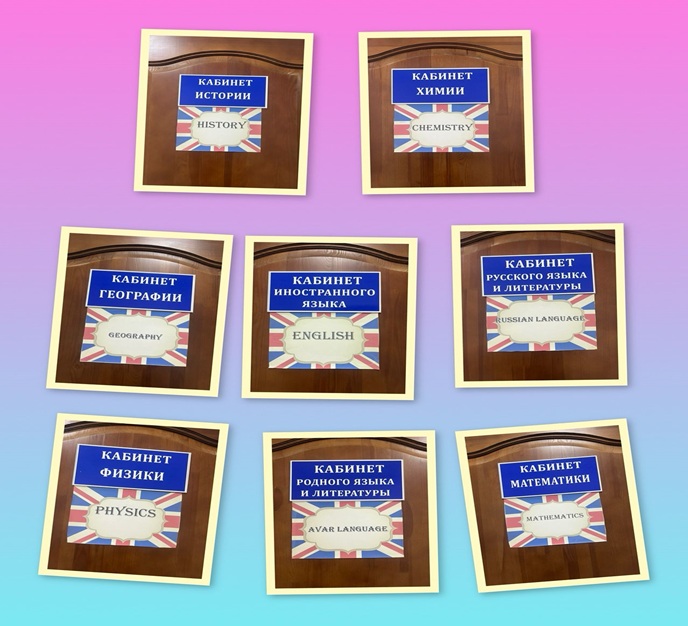 КАБИНЕТ
ИСТОРИИ
HISTORY
КАБИНЕТ
ХИМИИ
CHEMISTRY
КАБИНЕТ
ГЕОГРАФИИ
GEOGRAPHY
КАБИНЕТ
ИНОСТРАННОГО
ЯЗЫКА
ENGLISH
КАБИНЕТ
РУССКОГО ЯЗЫКА
И ЛИТЕРАТУРЫ
RUSSIAN LANGUAGE
КАБИНЕТ
ФИЗИКИ
PHYSICS
КАБИНЕТ
РОДНОГО ЯЗЫКА
И ЛИТЕРАТУРЫ
AVAR LANGUAGE
КАБИНЕТ
МАТЕМАТИКИ
MATHEMATICS